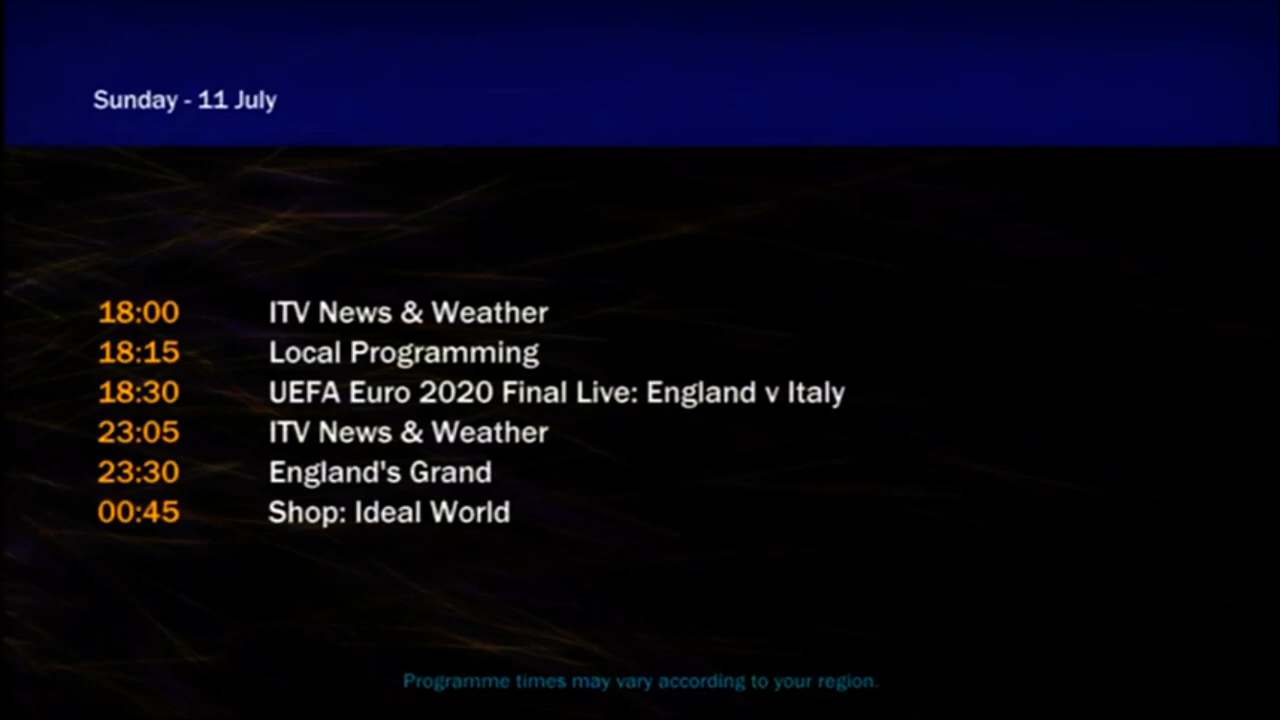 Sunday - 11 July
18:00 ITV News & Weather
18:15 Local Programming
18:30 UEFA Euro 2020 Final Live: England v Italy
23:05 ITV News & Weather
23:30 England's Grand
00:45 Shop: Ideal World
Programme times may vary according to your region.